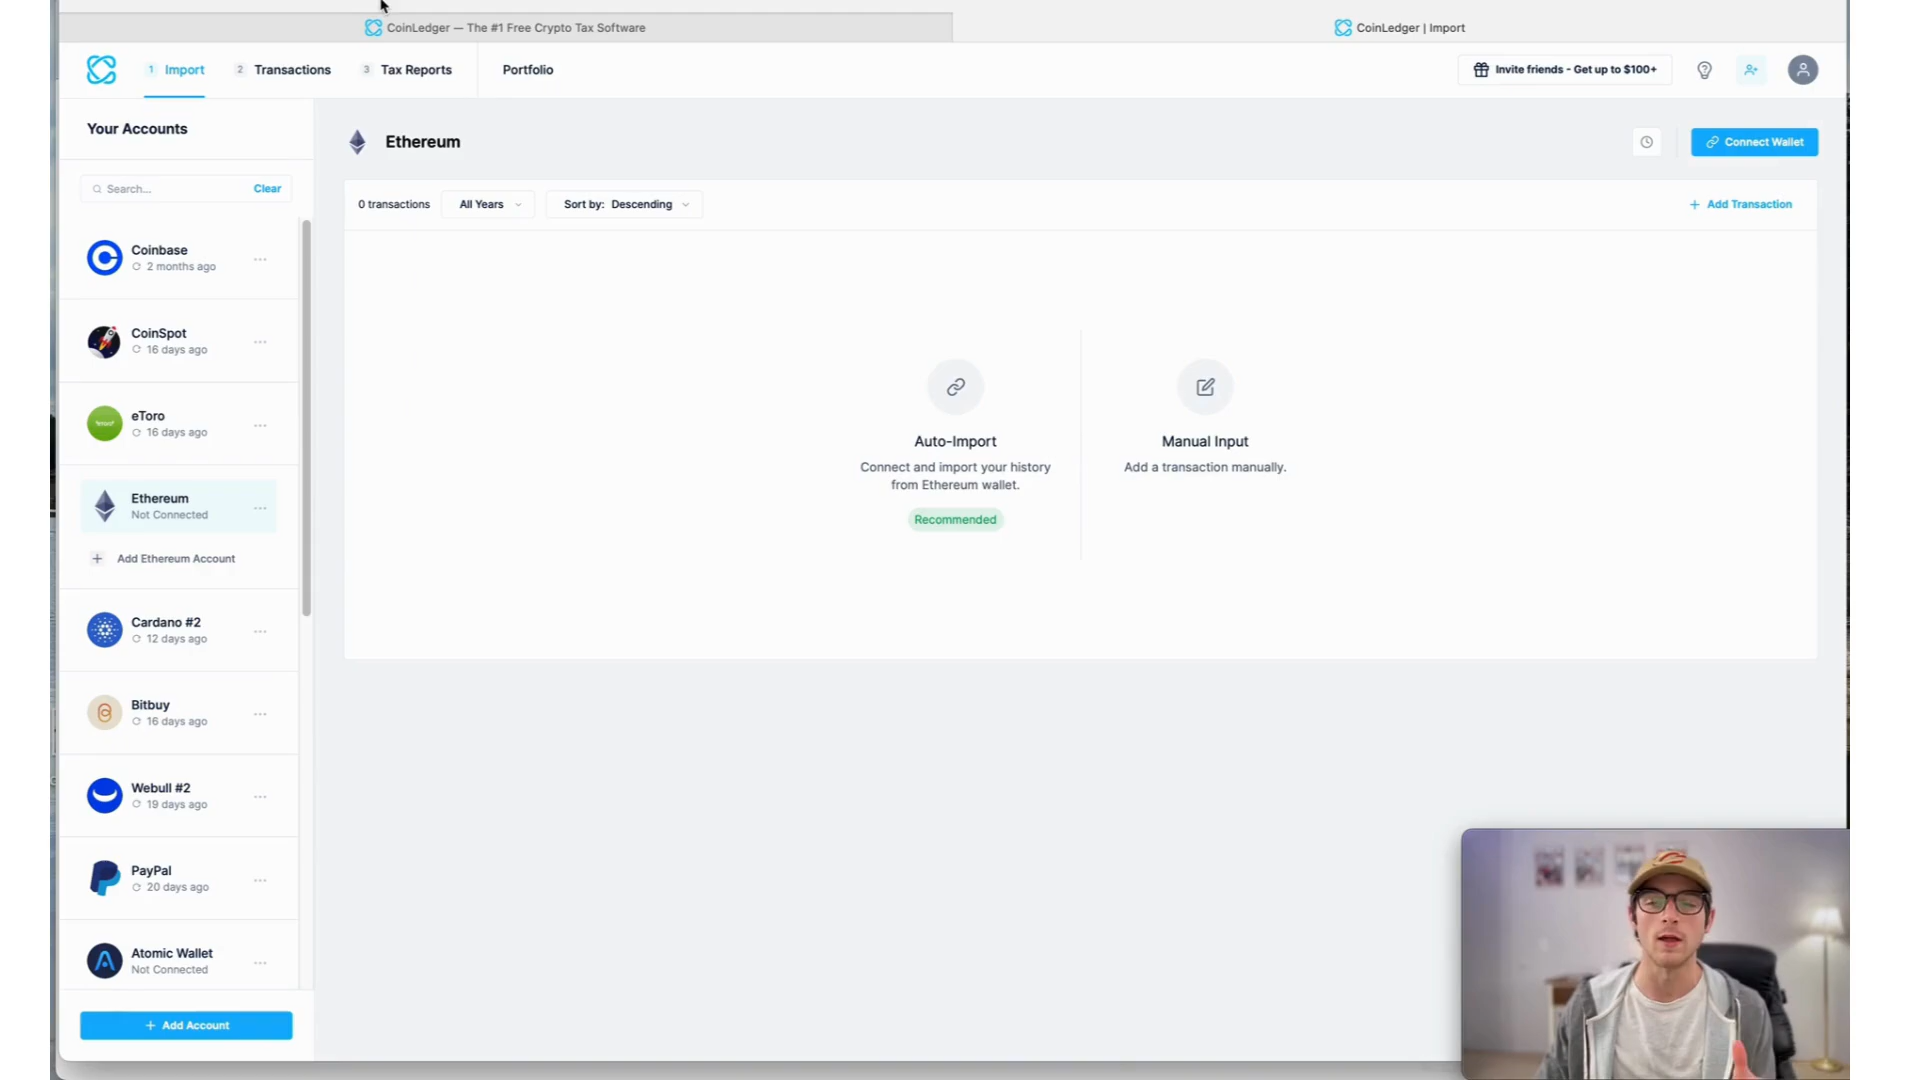 CoinLedger — The #1 Free Crypto Tax Software
CoinLedger | Import
1 Import
2 Transactions
3 Tax Reports
Portfolio
Invite friends - Get up to $100+
Your Accounts
Search...
Clear
Coinbase
2 months ago
CoinSpot
16 days ago
eToro
16 days ago
Ethereum
Not Connected
Add Ethereum Account
Cardano #2
12 days ago
Bitbuy
16 days ago
Webull #2
19 days ago
PayPal
20 days ago
Atomic Wallet
Not Connected
+ Add Account
Ethereum
Connect Wallet
0 transactions
All Years
Sort by: Descending
+ Add Transaction
Auto-Import
Connect and import your history
from Ethereum wallet.
Recommended
Manual Input
Add a transaction manually.